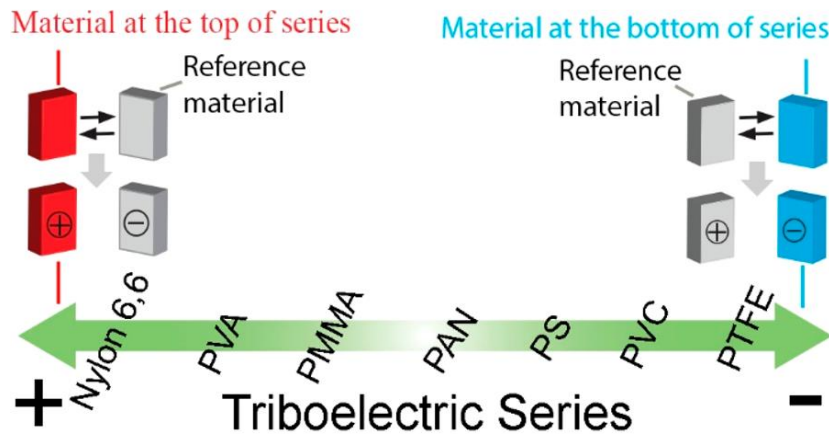 Material at the top of series
Material at the bottom of series
Reference
material
Reference
material
+
−
+
−
Nylon 6,6
PVA
PMMA
PAN
PS
PVC
PTFE
+
Triboelectric Series
−